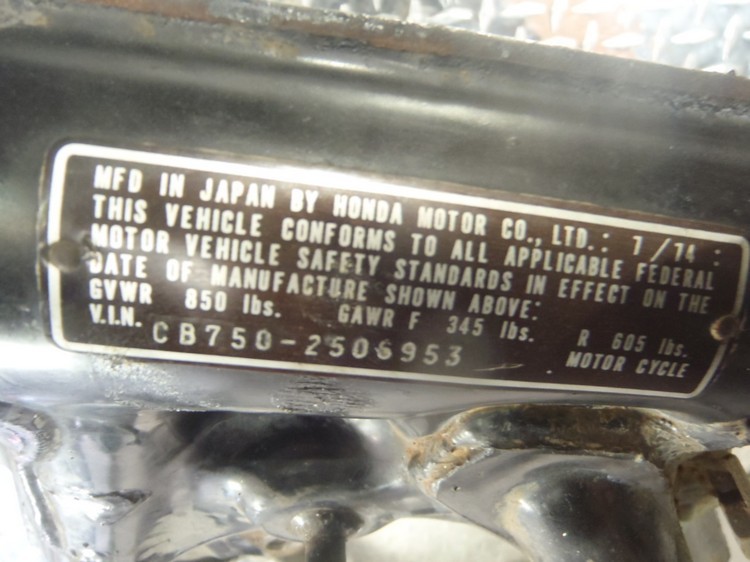 MFD IN JAPAN BY HONDA MOTOR CO., LTD.: 7/74 :
THIS VEHICLE CONFORMS TO ALL APPLICABLE FEDERAL
MOTOR VEHICLE SAFETY STANDARDS IN EFFECT ON THE
DATE OF MANUFACTURE SHOWN ABOVE:
GVWR 850 lbs. GAWR F 345 lbs. R 605 lbs.
V.I.N. CB750-2506953 MOTOR CYCLE